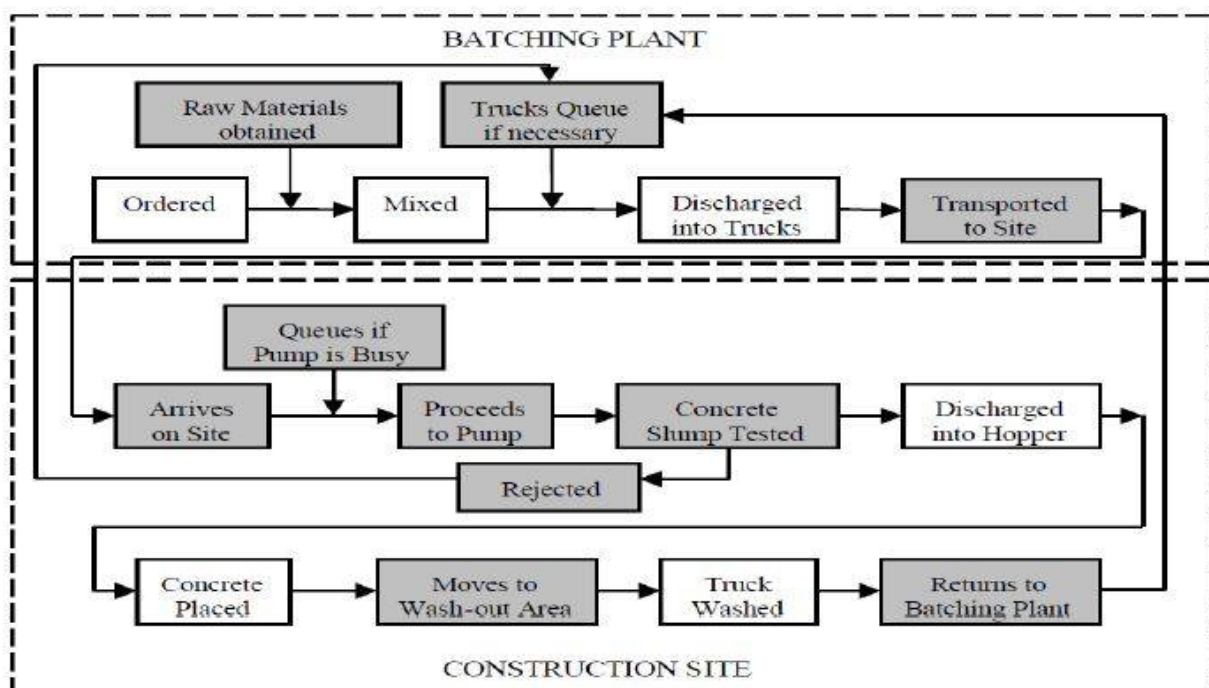 BATCHING PLANT
Raw Materials
obtained
Trucks Queue
if necessary
Ordered
Mixed
Discharged
into Trucks
Transported
to Site
Queues if
Pump is Busy
Arrives
on Site
Proceeds
to Pump
Concrete
Slump Tested
Discharged
into Hopper
Rejected
Concrete
Placed
Moves to
Wash-out Area
Truck
Washed
Returns to
Batching Plant
CONSTRUCTION SITE